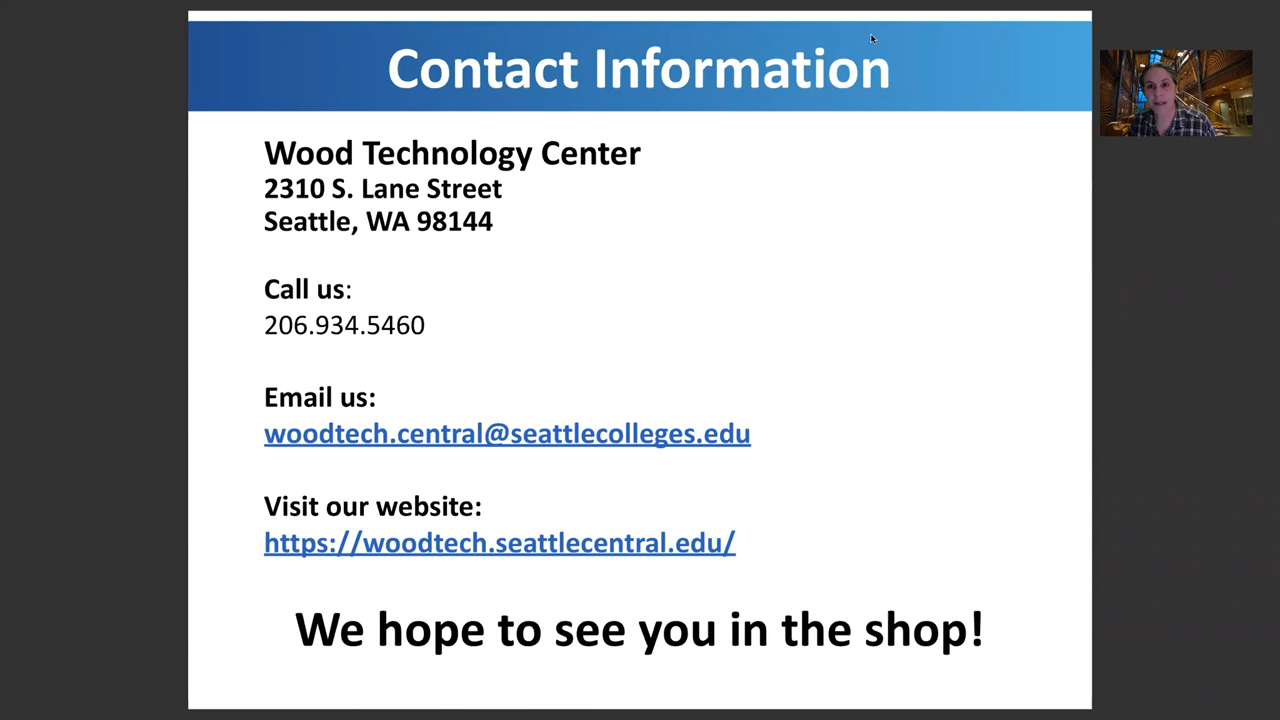 Contact Information
Wood Technology Center
2310 S. Lane Street
Seattle, WA 98144
Call us:
206.934.5460
Email us:
woodtech.central@seattlecolleges.edu
Visit our website:
https://woodtech.seattlecentral.edu/
We hope to see you in the shop!